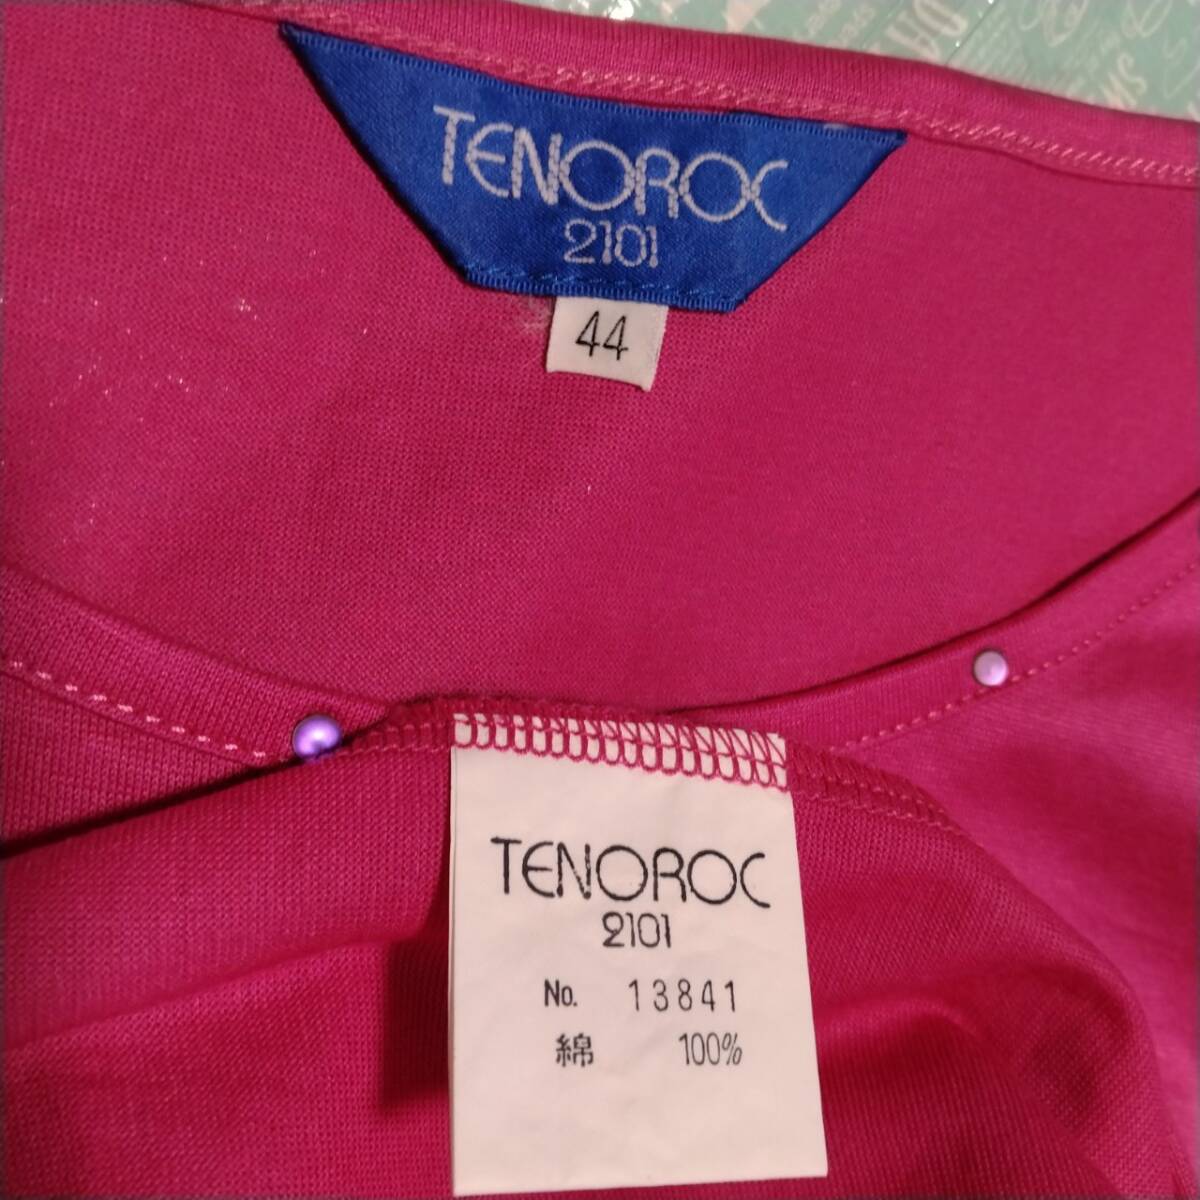 TENOROC
2101
44
TENOROC
2101
No. 13841
綿 100%